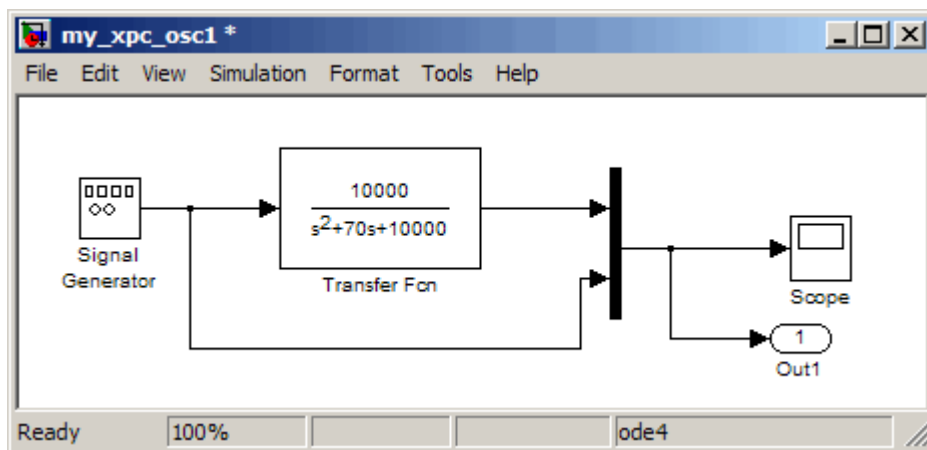 my_xpc_osc1 *
File Edit View Simulation Format Tools Help
10000
s²+70s+10000
Signal
Generator
Transfer Fcn
Scope
1
Out1
Ready 100% ode4